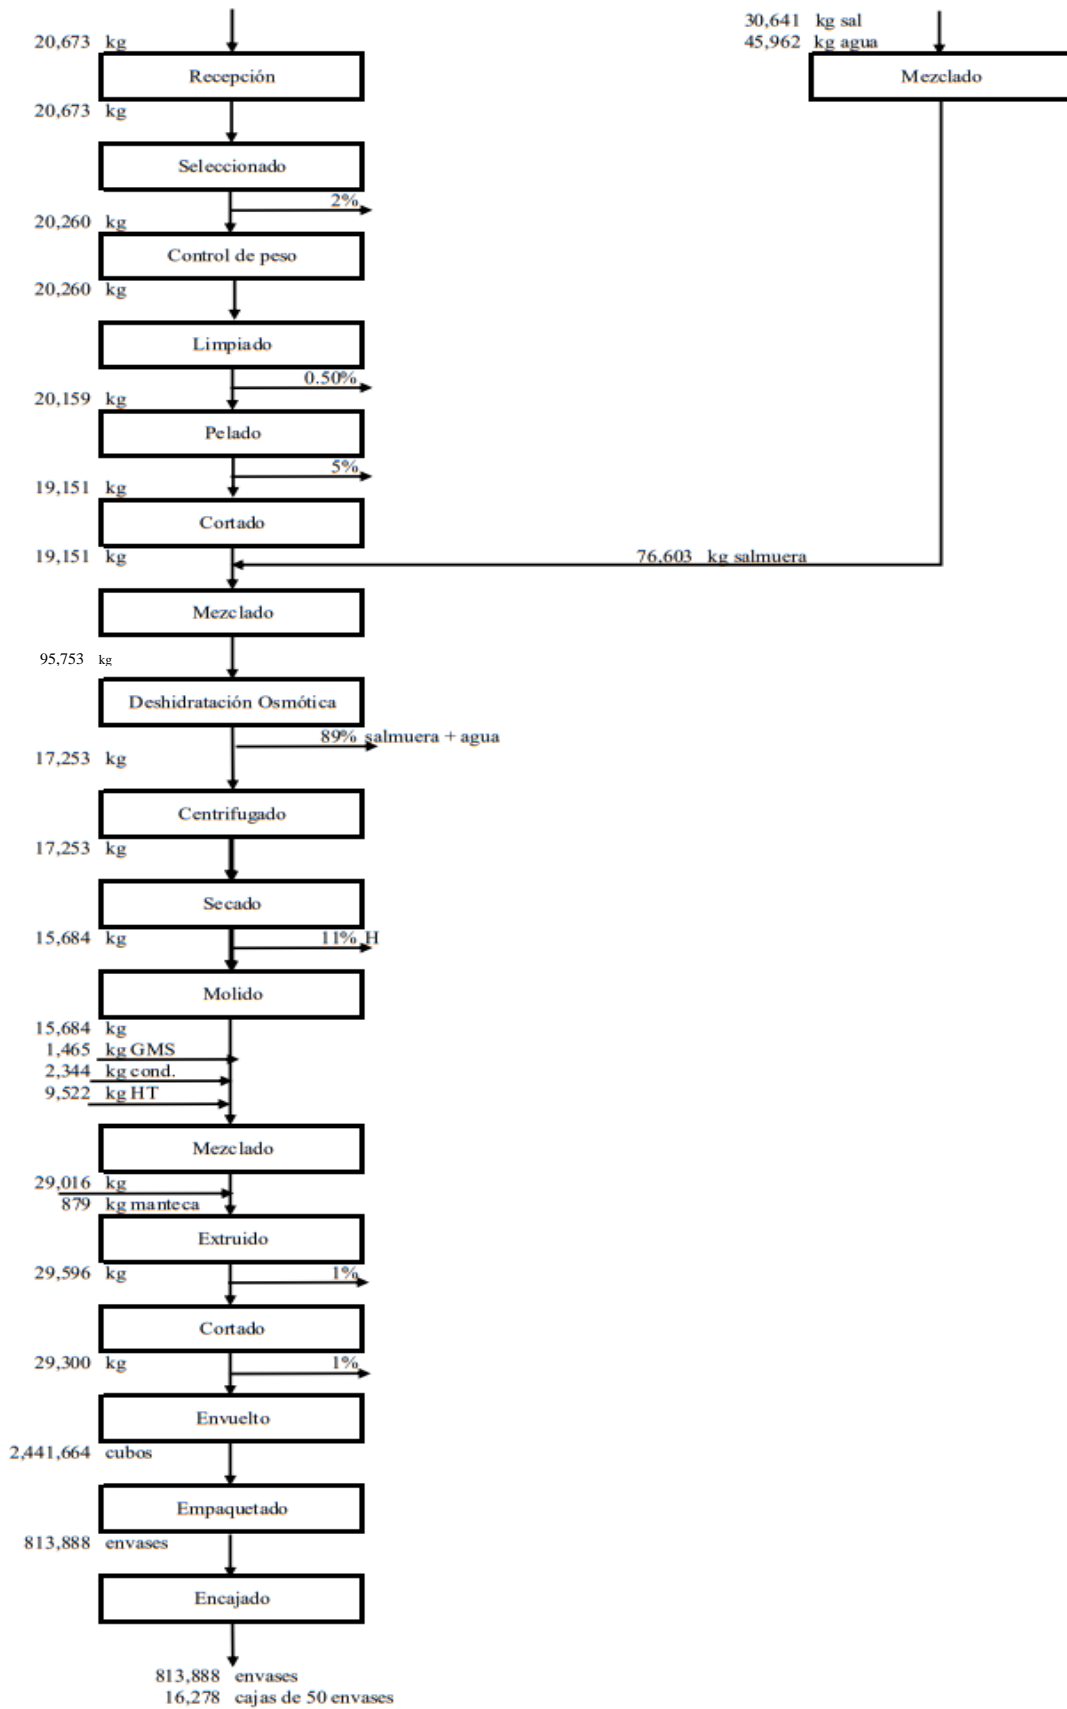 30,641 kg sal
20,673 kg
45,962 kg agua
Recepción
Mezclado
20,673 kg
Seleccionado
2%
20,260 kg
Control de peso
20,260 kg
Limpiado
0.50%
20,159 kg
Pelado
5%
19,151 kg
Cortado
19,151 kg
76,603 kg salmuera
Mezclado
95,753 kg
Deshidratación Osmótica
89% salmuera + agua
17,253 kg
Centrifugado
17,253 kg
Secado
15,684 kg
11% H
Molido
15,684 kg
1,465 kg GMS
2,344 kg cond.
9,522 kg HT
Mezclado
29,016 kg
879 kg manteca
Extruido
29,596 kg
1%
Cortado
29,300 kg
1%
Envuelto
2,441,664 cubos
Empaquetado
813,888 envases
Encajado
813,888 envases
16,278 cajas de 50 envases